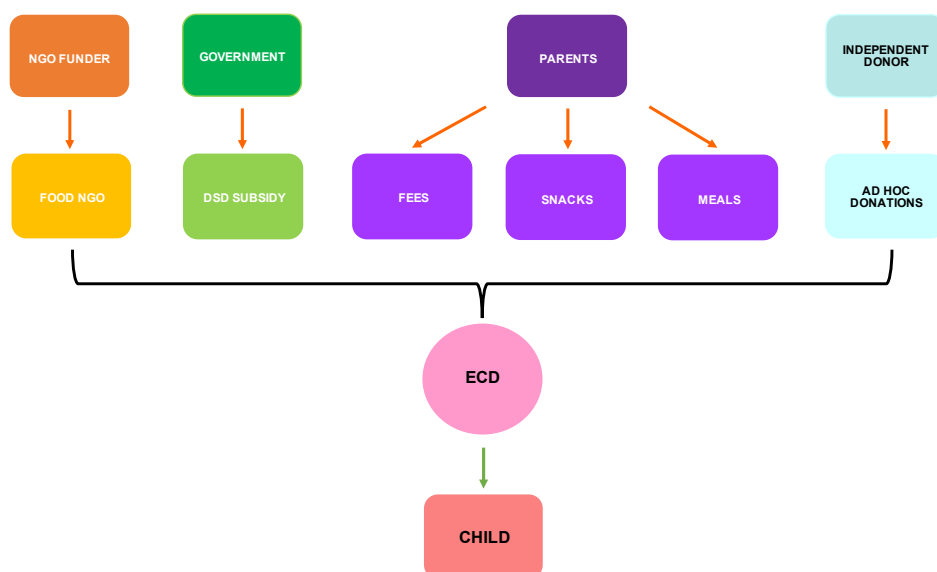 NGO FUNDER
GOVERNMENT
PARENTS
INDEPENDENT
DONOR
FOOD NGO
DSD SUBSIDY
FEES
SNACKS
MEALS
AD HOC
DONATIONS
ECD
CHILD